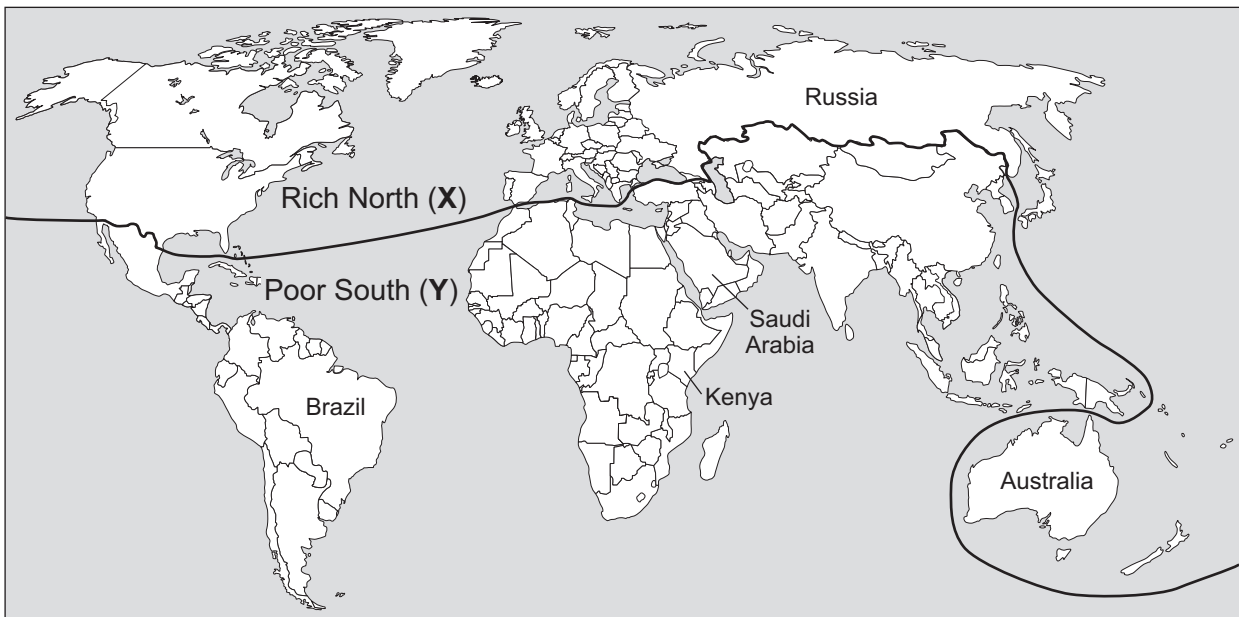 Russia
Rich North (X)
Poor South (Y)
Saudi
Arabia
Kenya
Brazil
Australia